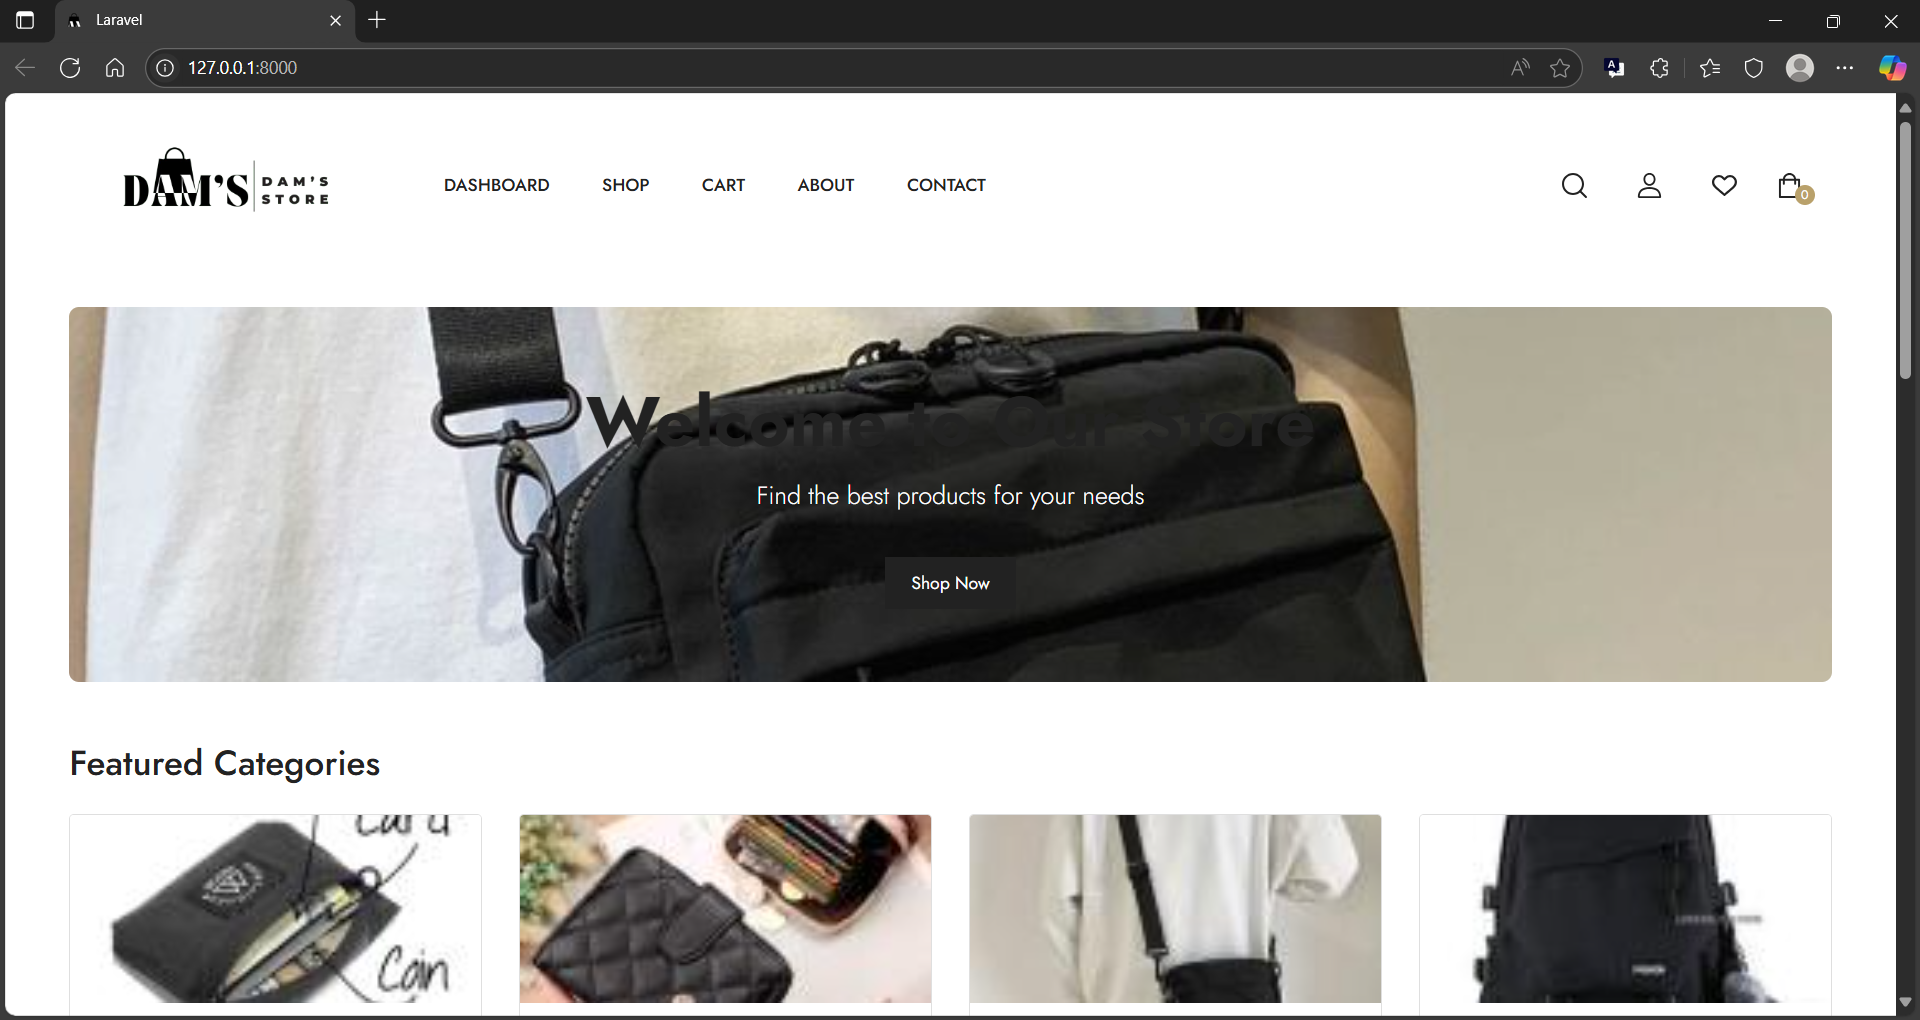 Laravel
127.0.0.1:8000
DAM'S
DAM'S
STORE
DASHBOARD
SHOP
CART
ABOUT
CONTACT
0
Welcome to Our Store
Find the best products for your needs
Shop Now
Featured Categories
Card
Coin